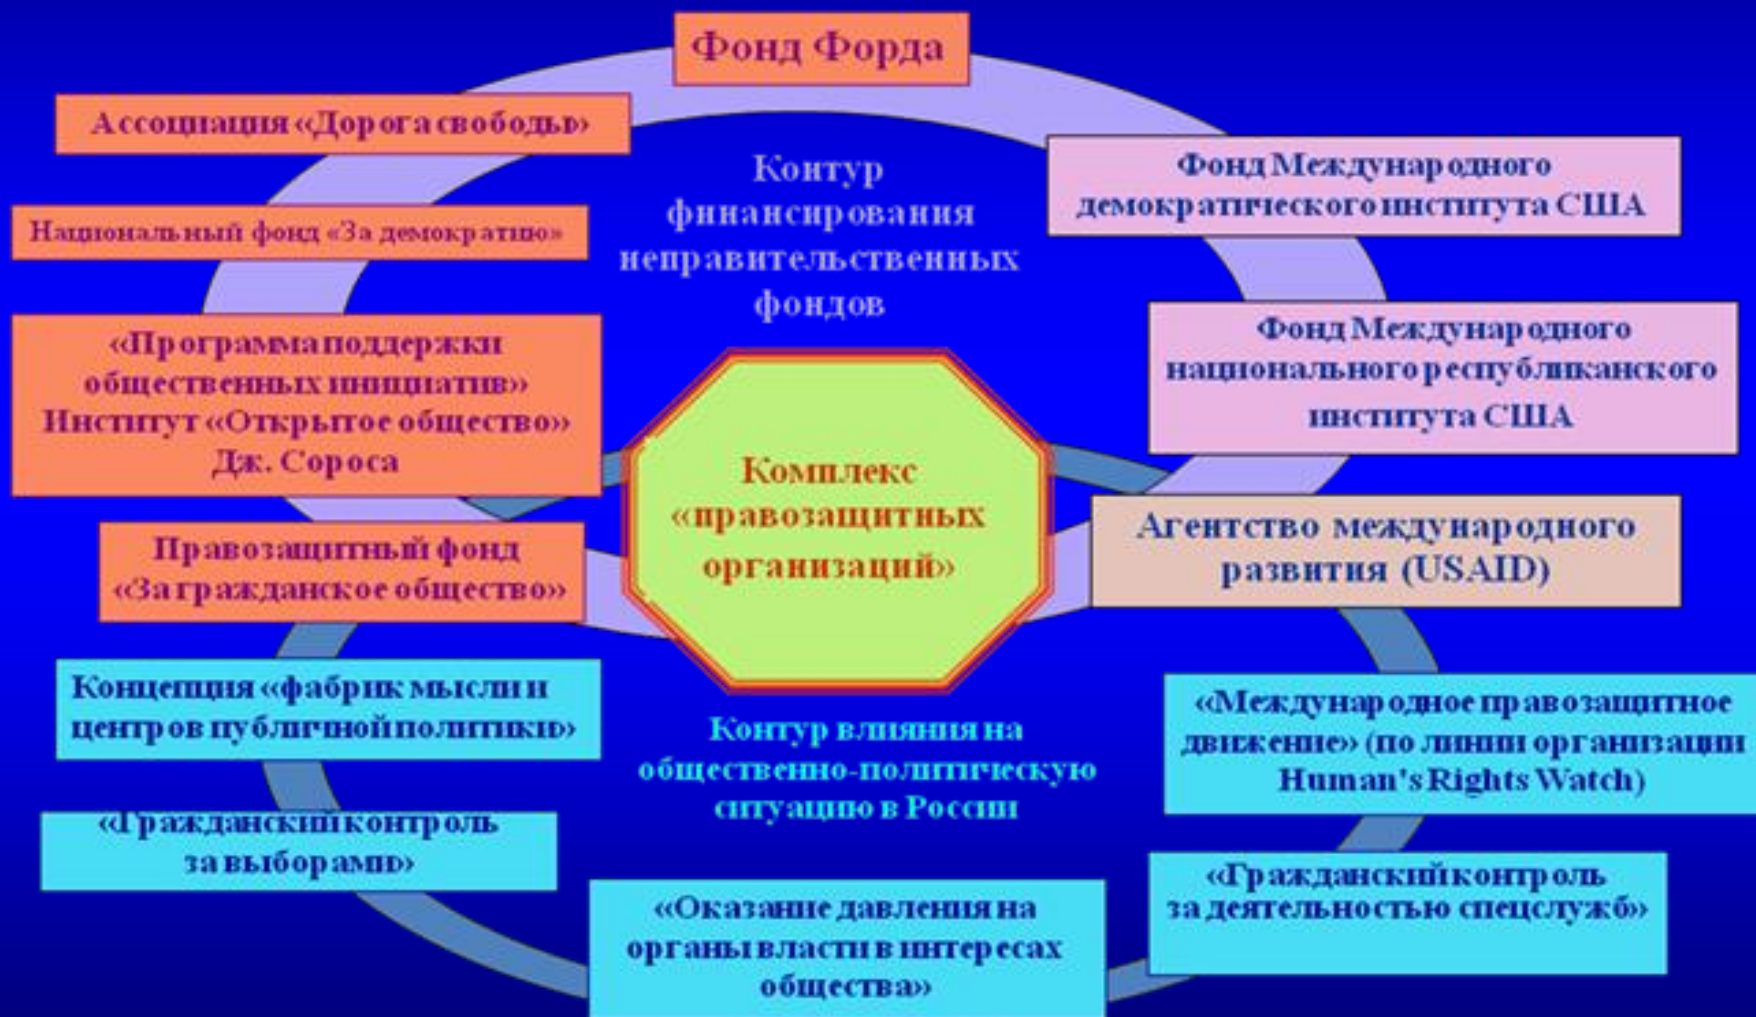 Фонд Форда
Ассоциация «Дорога свободы»
Национальный фонд «За демократию»
«Программа поддержки
общественных инициатив»
Институт «Открытое общество»
Дж. Сороса
Правозащитный фонд
«За гражданское общество»
Контур
финансирования
неправительственных
фондов
Фонд Международного
демократического института США
Фонд Международного
национального республиканского
института США
Агентство международного
развития (USAID)
Комплекс
«правозащитных
организаций»
Концепция «фабрик мысли и
центров публичной политики»
«Гражданский контроль
за выборами»
Контур влияния на
общественно-политическую
ситуацию в России
«Оказание давления на
органы власти в интересах
общества»
«Международное правозащитное
движение» (по линии организации
Human's Rights Watch)
«Гражданский контроль
за деятельностью спецслужб»